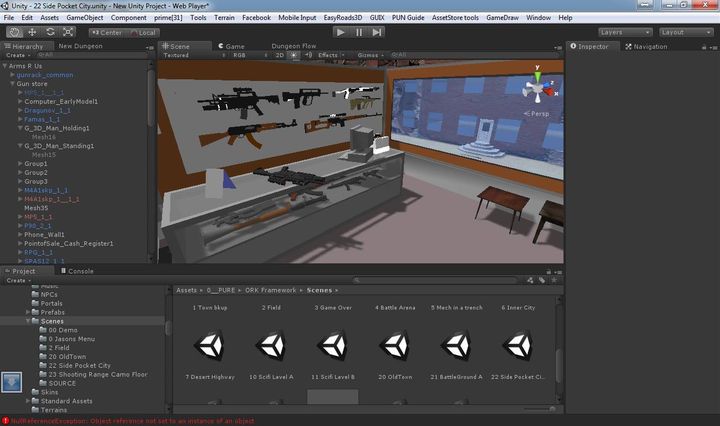 Unity - 22 Side Pocket City.unity - New Unity Project - Web Player*
File Edit Assets GameObject Component prime[31] Tools Terrain Facebook Mobile Input EasyRoads3D GUIX PUN Guide AssetStore tools GameDraw Window Help
Center Local Layers Layout
Hierarchy New Dungeon
Create All
Arms R Us
gunrack_common
Gun store
MP5_1__1_1
Computer_EarlyModel1
Dragunov_1_1
Famas_1_1
G_3D_Man_Holding1
Mesh16
G_3D_Man_Standing1
Mesh15
Group1
Group2
Group3
M4A1skp_1_1
M4A1skp_1__1_1
Mesh35
MP5_1_1
P90_2_1
Phone_Wall1
PointofSale_Cash_Register1
RPG_1_1
SPAS12_1_1
Scene Game Dungeon Flow
Textured RGB 2D Effects Gizmos All
y
x
z
Persp
Inspector Navigation
Project Console
Create
Music
NPCs
Portals
Prefabs
Scenes
00 Demo
0 Jasons Menu
2 Field
20 OldTown
22 Side Pocket City
23 Shooting Range Camo Floor
SOURCE
Skins
Standard Assets
Terrains
Assets 0__PURE ORK Framework Scenes
1 Town bkup 2 Field 3 Game Over 4 Battle Arena 5 Mech in a trench 6 Inner City
7 Desert Highway 10 Scifi Level A 11 Scifi Level B 20 OldTown 21 BattleGround A 22 Side Pocket Ci...
NullReferenceException: Object reference not set to an instance of an object